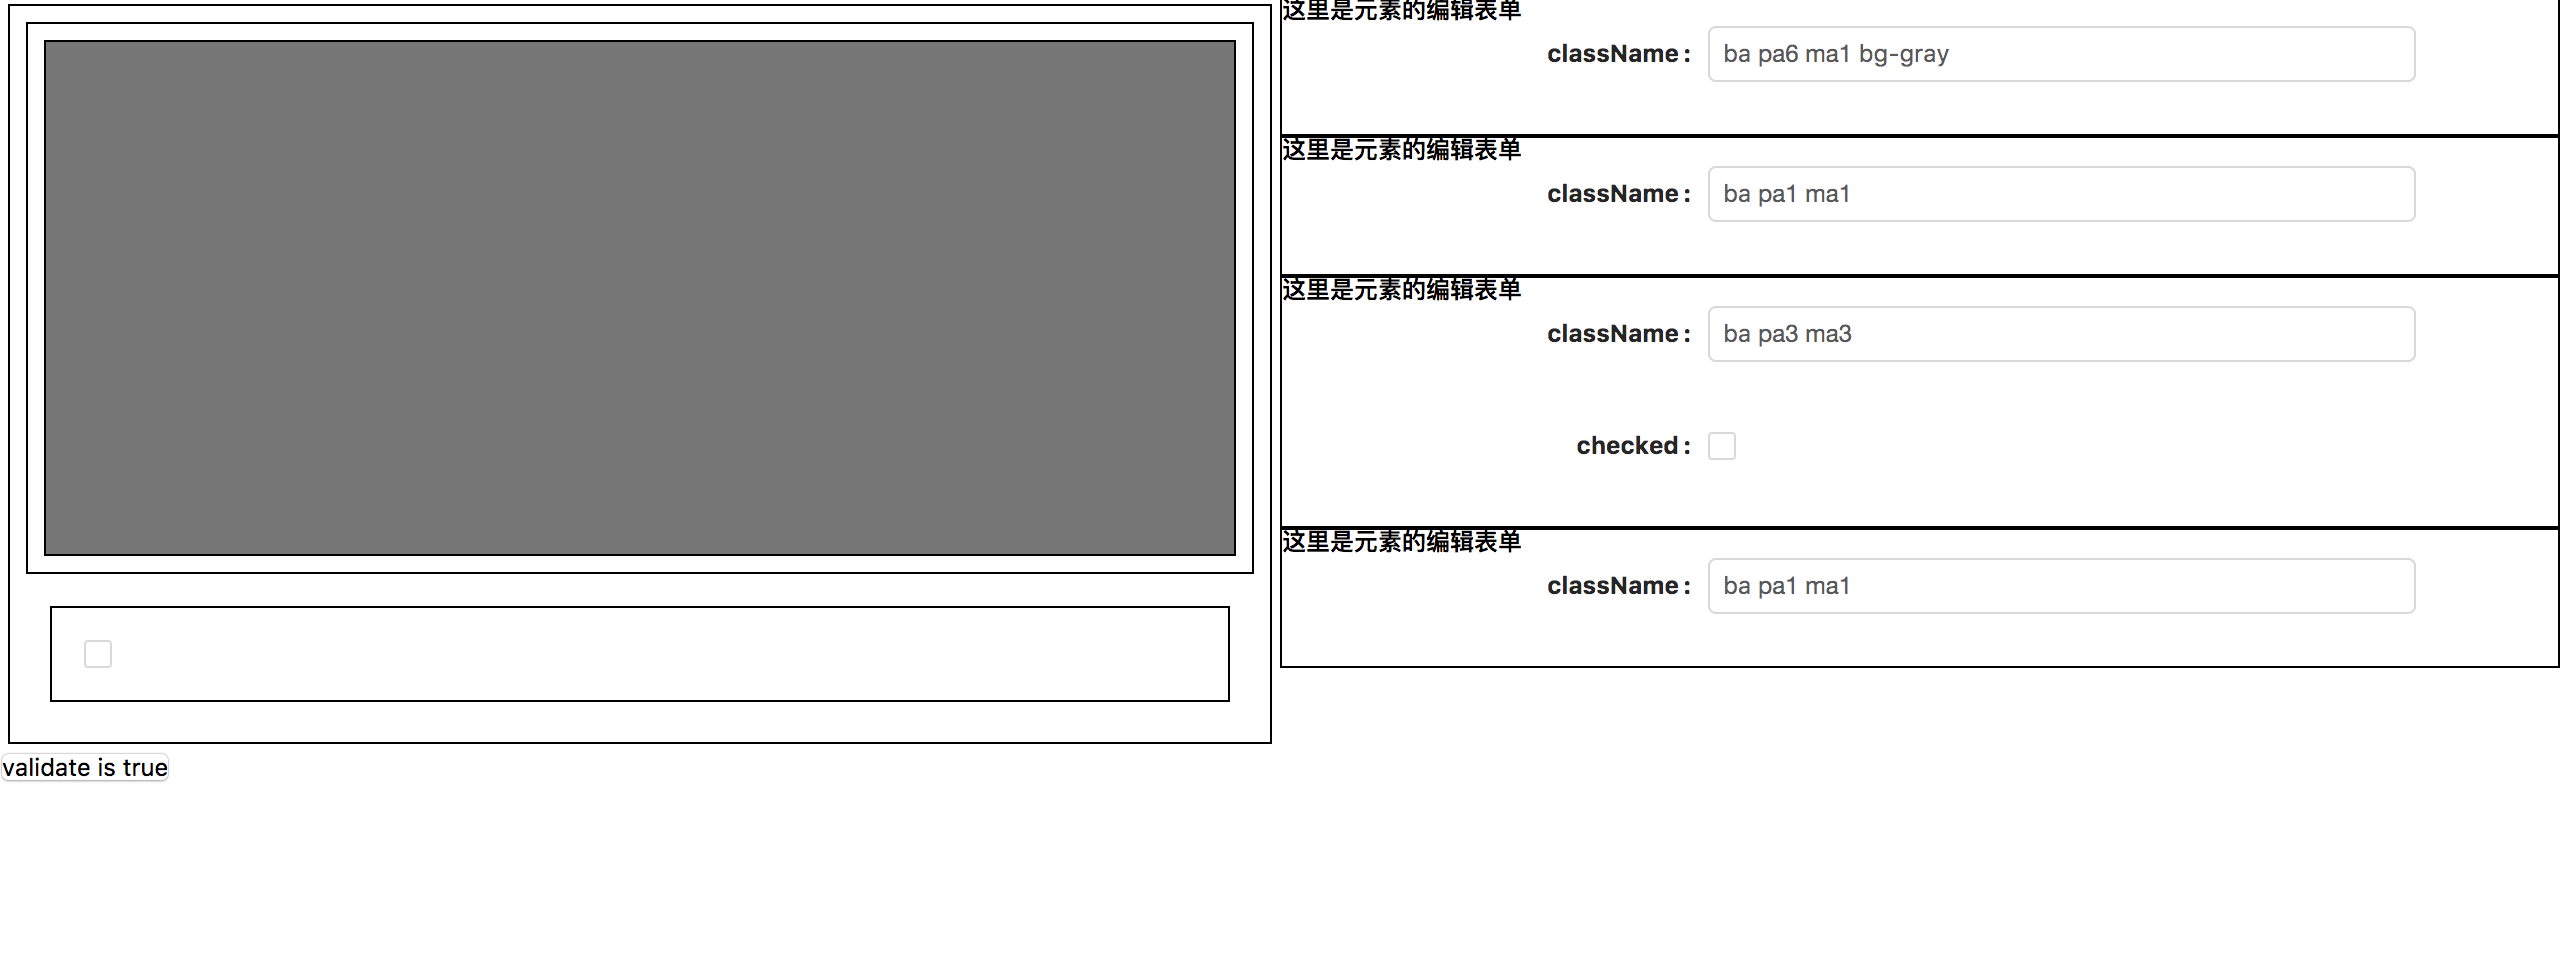 这里是元素的编辑表单
className :
ba pa6 ma1 bg-gray
这里是元素的编辑表单
className :
ba pa1 ma1
这里是元素的编辑表单
className :
ba pa3 ma3
checked :
这里是元素的编辑表单
className :
ba pa1 ma1
validate is true